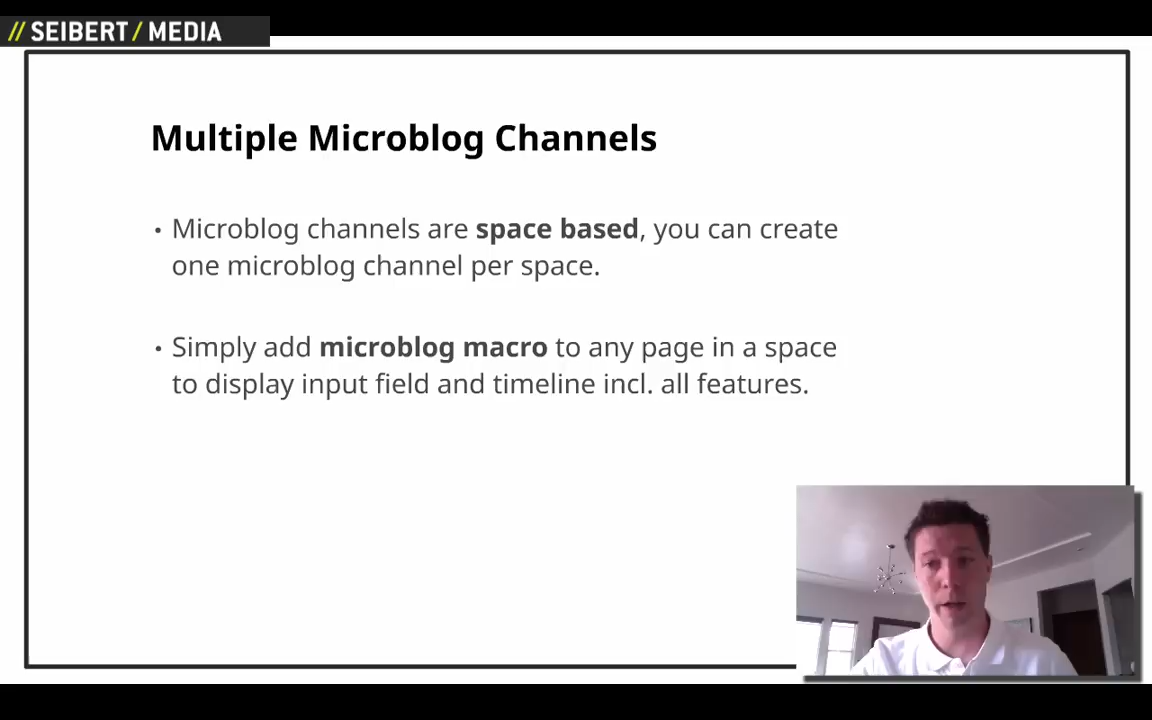 // SEIBERT / MEDIA
Multiple Microblog Channels
• Microblog channels are space based, you can create
one microblog channel per space.
• Simply add microblog macro to any page in a space
to display input field and timeline incl. all features.